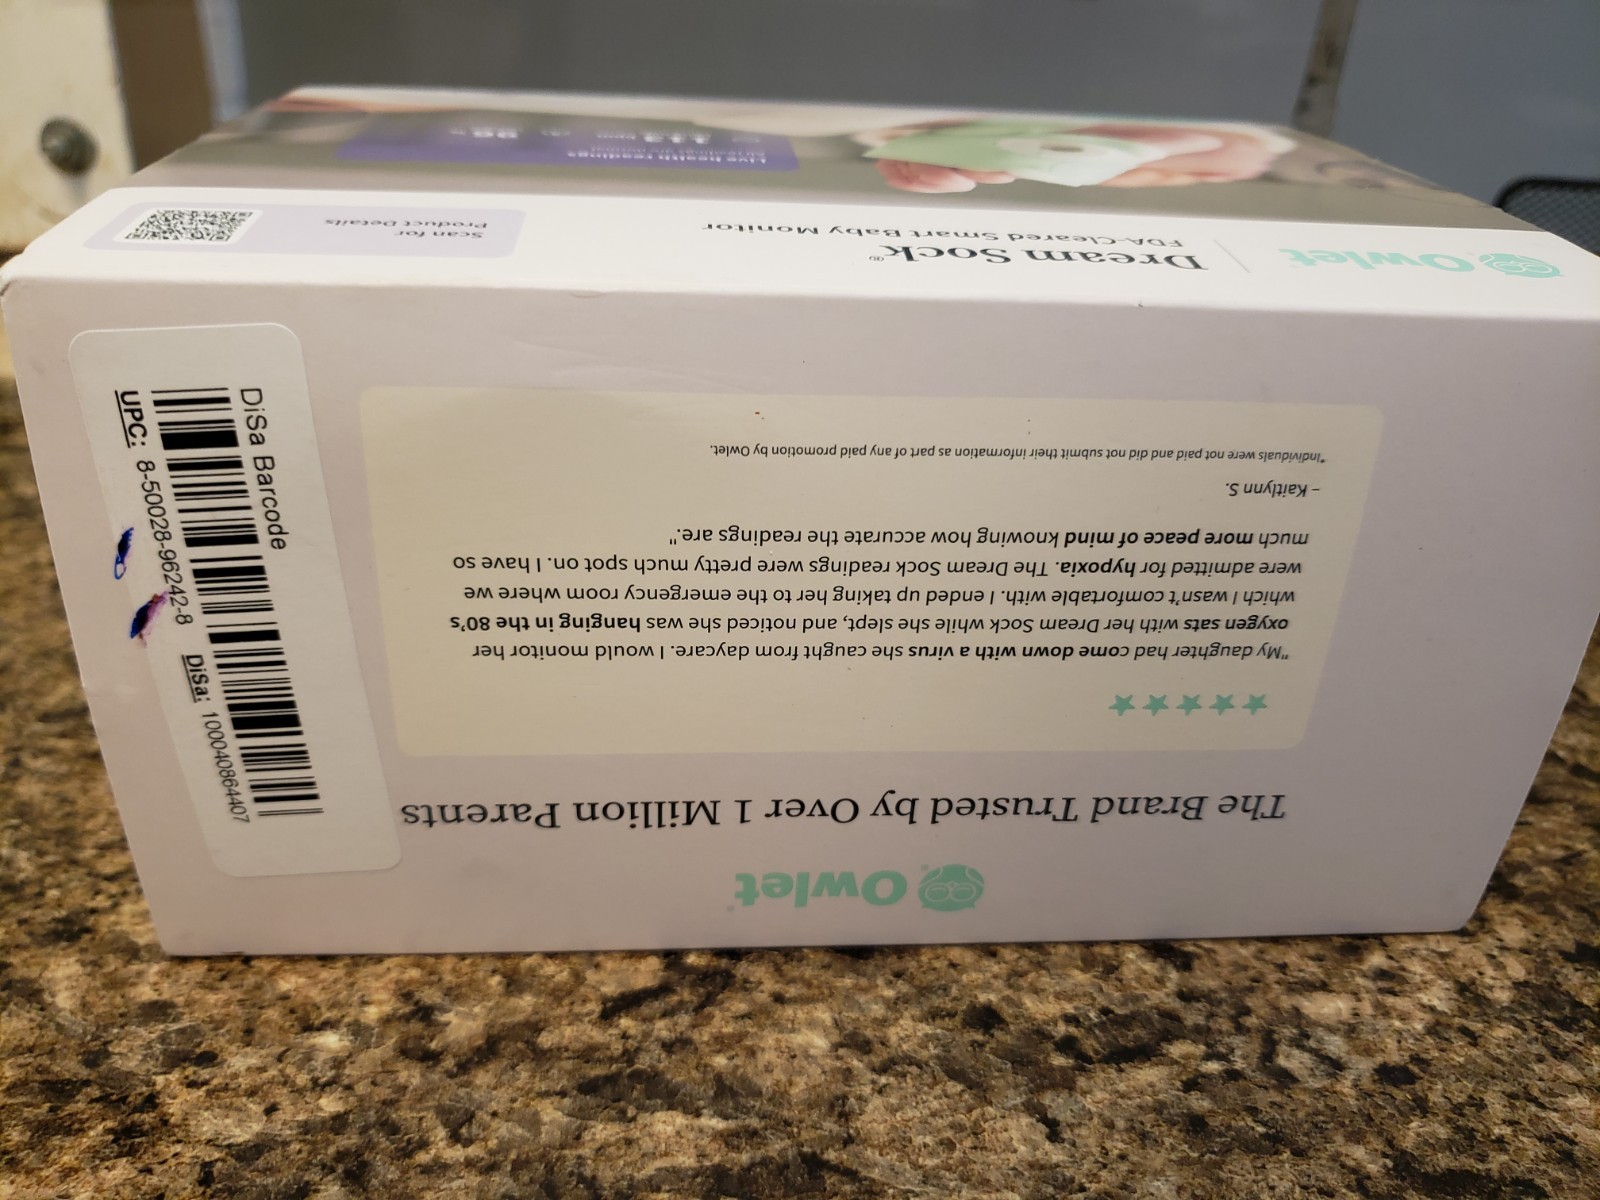 Owlet
The Brand Trusted by Over 1 Million Parents
"My daughter had come down with a virus she caught from daycare. I would monitor her
oxygen sats with her Dream Sock while she slept, and noticed she was hanging in the 80's
which I wasn't comfortable with. I ended up taking her to the emergency room where we
were admitted for hypoxia. The Dream Sock readings were pretty much spot on. I have so
much more peace of mind knowing how accurate the readings are."
– Kaitlynn S.
*Individuals were not paid and did not submit their information as part of any paid promotion by Owlet.
DiSa Barcode
UPC: 8-50028-96242-8 DiSa: 100040864407
Owlet
Dream Sock®
FDA-Cleared Smart Baby Monitor
Scan for
Product Details
Live health readings
All readings are normal